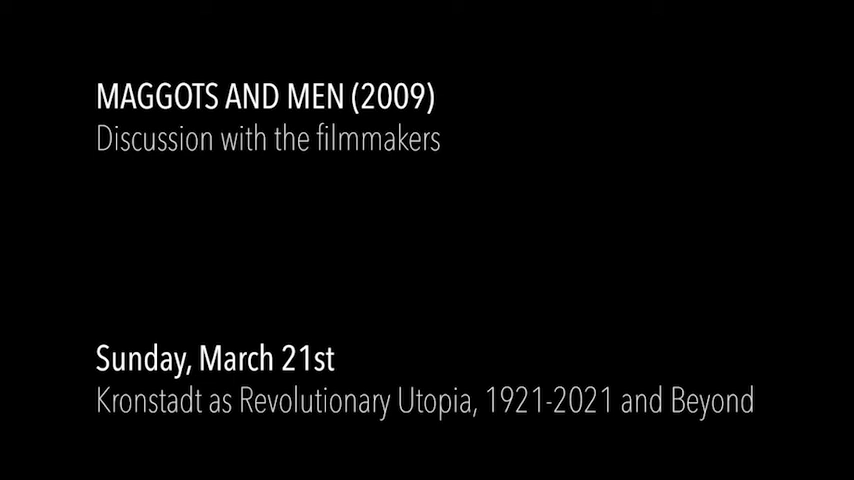 MAGGOTS AND MEN (2009)
Discussion with the filmmakers
Sunday, March 21st
Kronstadt as Revolutionary Utopia, 1921-2021 and Beyond